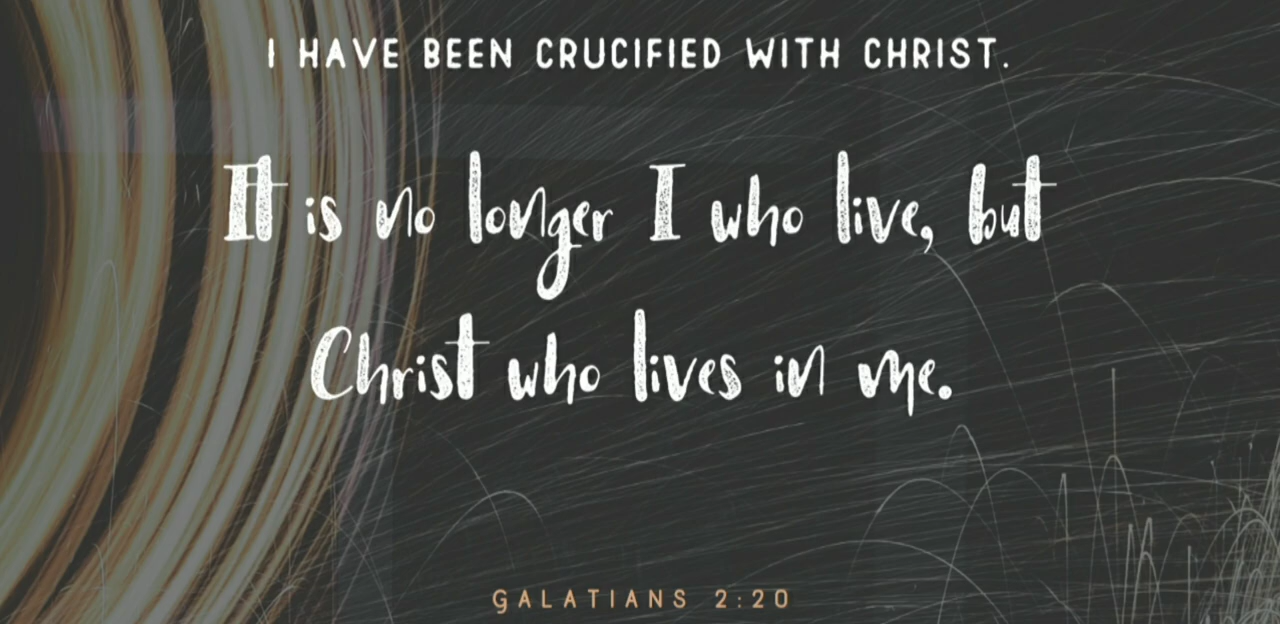 I HAVE BEEN CRUCIFIED WITH CHRIST.
It is no longer I who live, but
Christ who lives in me.
GALATIANS 2:20